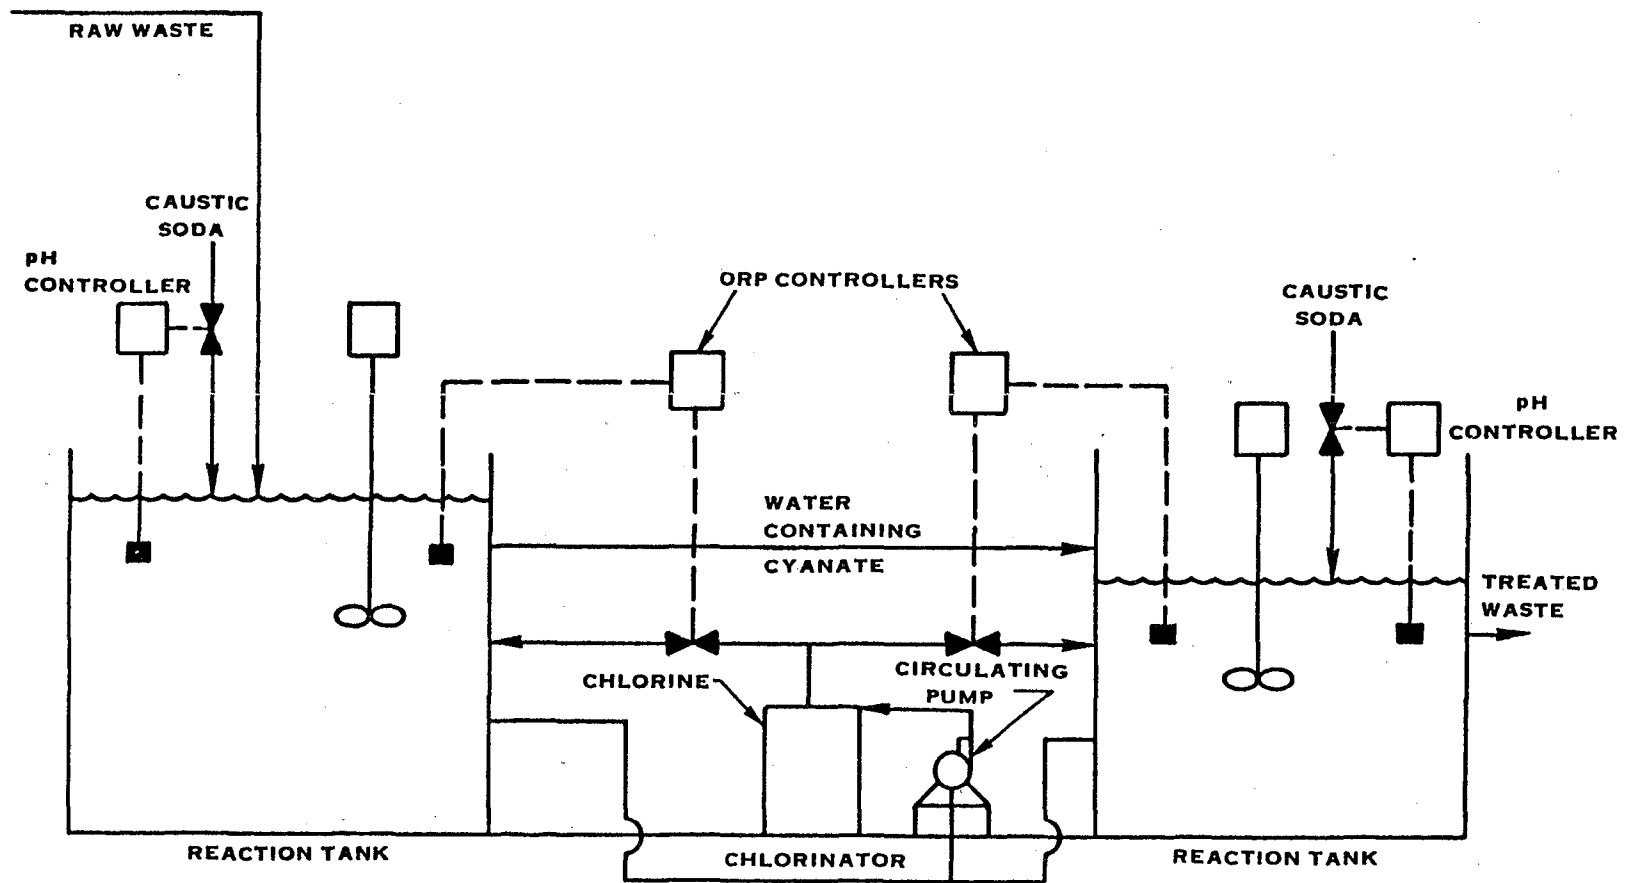 RAW WASTE
CAUSTIC
SODA
pH
CONTROLLER
ORP CONTROLLERS
CAUSTIC
SODA
pH
CONTROLLER
WATER
CONTAINING
CYANATE
TREATED
WASTE
CIRCULATING
PUMP
CHLORINE
REACTION TANK
CHLORINATOR
REACTION TANK